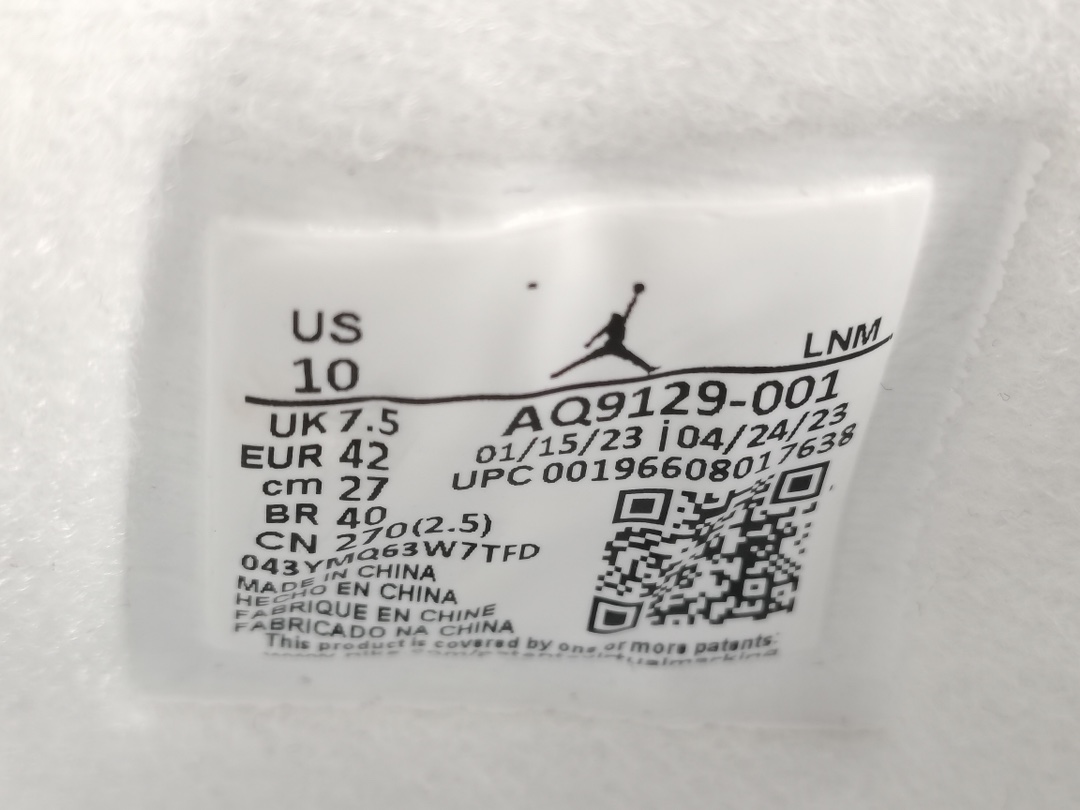 US
10
LNM
UK 7.5
EUR 42
cm 27
BR 40
CN 270(2.5)
AQ9129-001
01/15/23 | 04/24/23
UPC 00196608017638
043YMQ63W7TFD
MADE IN CHINA
HECHO EN CHINA
FABRIQUE EN CHINE
FABRICADO NA CHINA
This product is covered by one or more patents: